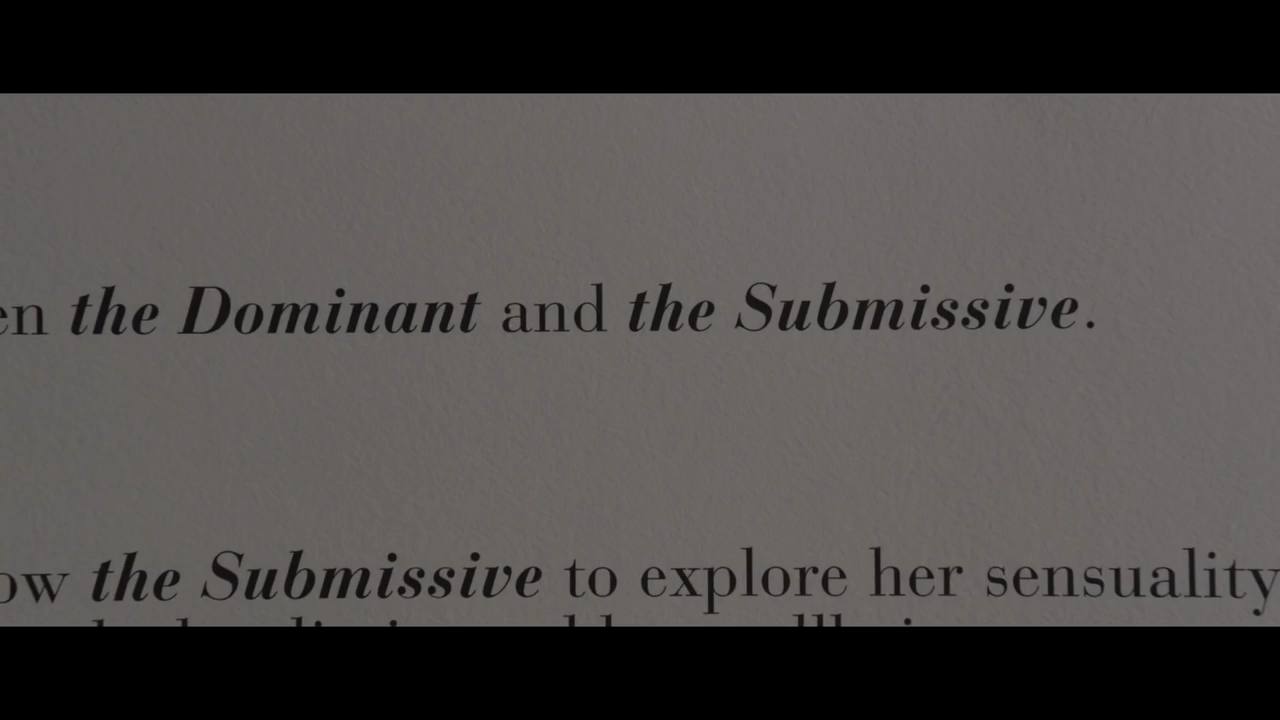 en the Dominant and the Submissive.
ow the Submissive to explore her sensuality